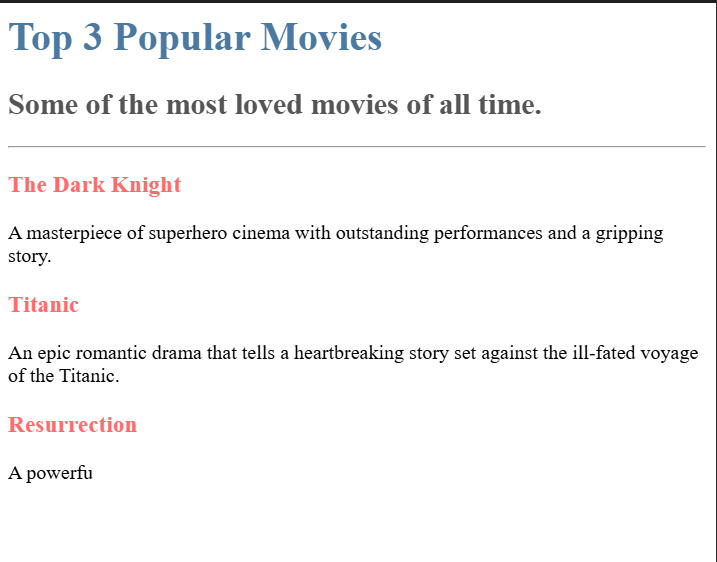 Top 3 Popular Movies
Some of the most loved movies of all time.
The Dark Knight
A masterpiece of superhero cinema with outstanding performances and a gripping
story.
Titanic
An epic romantic drama that tells a heartbreaking story set against the ill-fated voyage
of the Titanic.
Resurrection
A powerfu